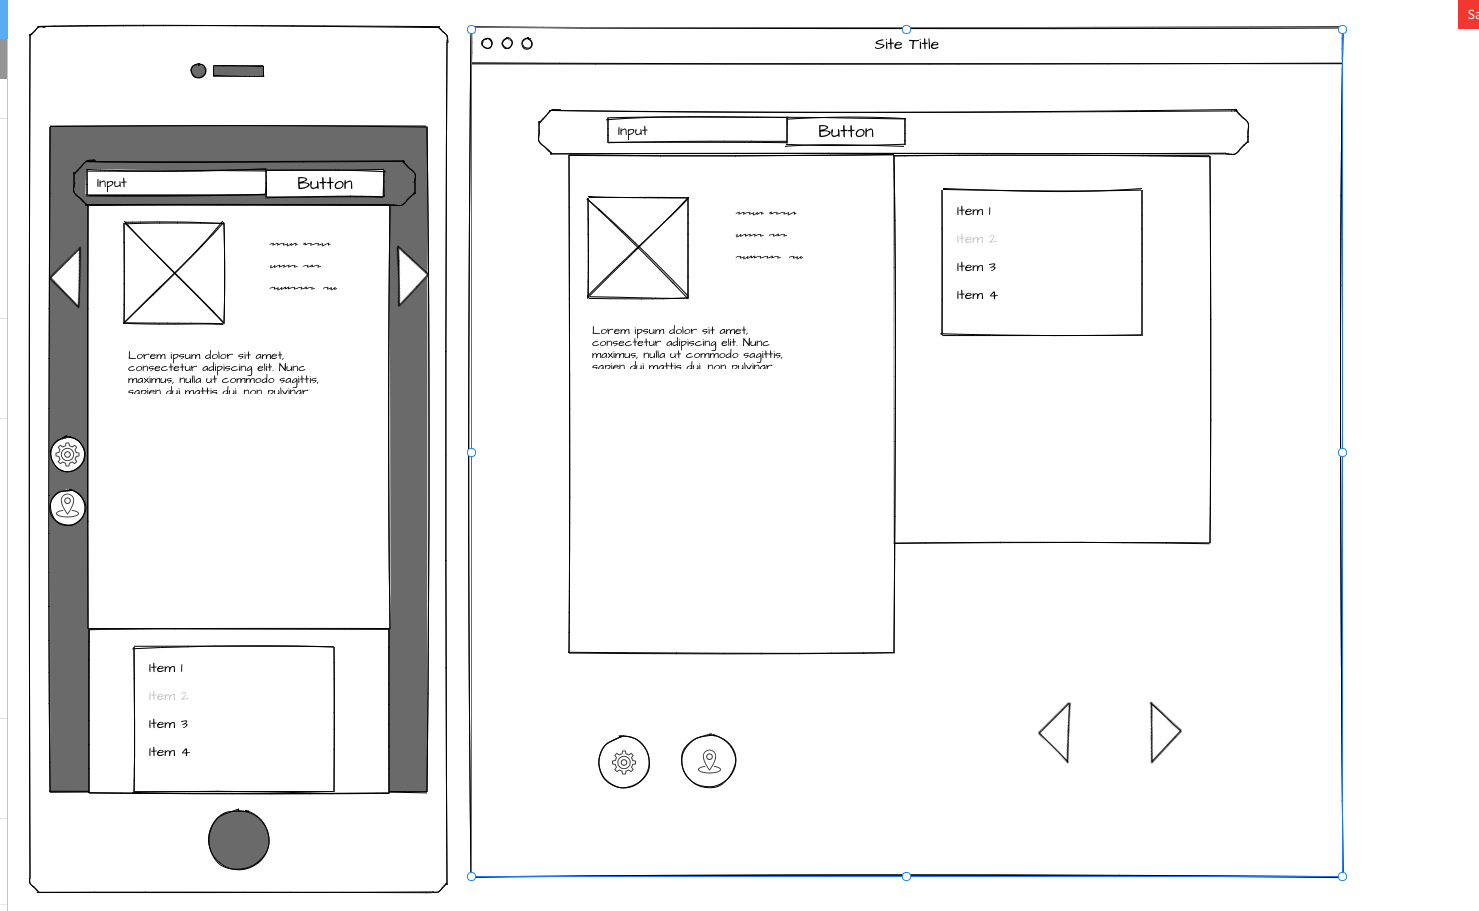 Input
Button
Lorem ipsum dolor sit amet,
consectetur adipiscing elit. Nunc
maximus, nulla ut commodo sagittis,
sapien dui mattis dui, non pulvinar
Item 1
Item 2
Item 3
Item 4
Site Title
Input
Button
Lorem ipsum dolor sit amet,
consectetur adipiscing elit. Nunc
maximus, nulla ut commodo sagittis,
sapien dui mattis dui, non pulvinar
Item 1
Item 2
Item 3
Item 4